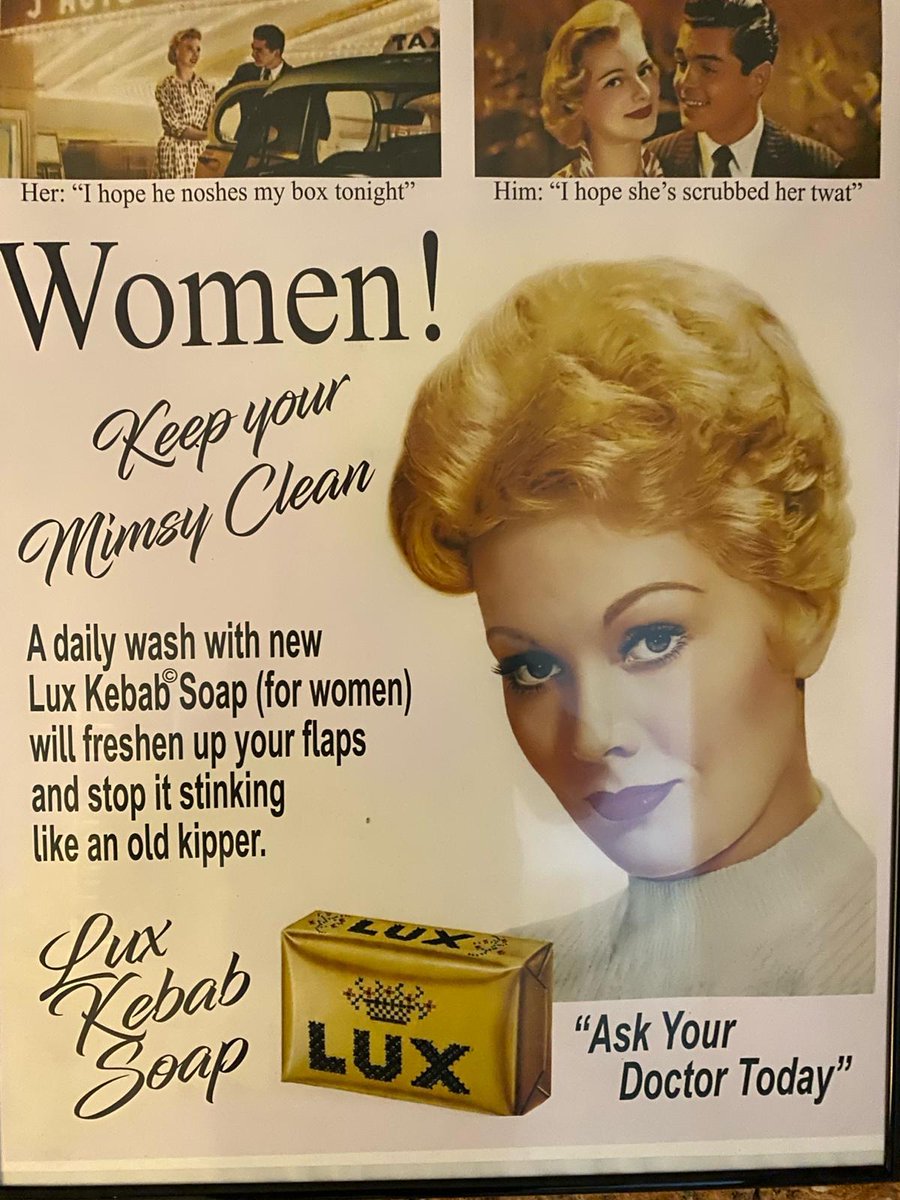 TAX
Her: “I hope he noshes my box tonight”
Him: “I hope she’s scrubbed her twat”
Women!
Keep your
Mimsy Clean
A daily wash with new
Lux Kebab© Soap (for women)
will freshen up your flaps
and stop it stinking
like an old kipper.
Lux
Kebab
Soap
LUX
LUX
“Ask Your
Doctor Today”